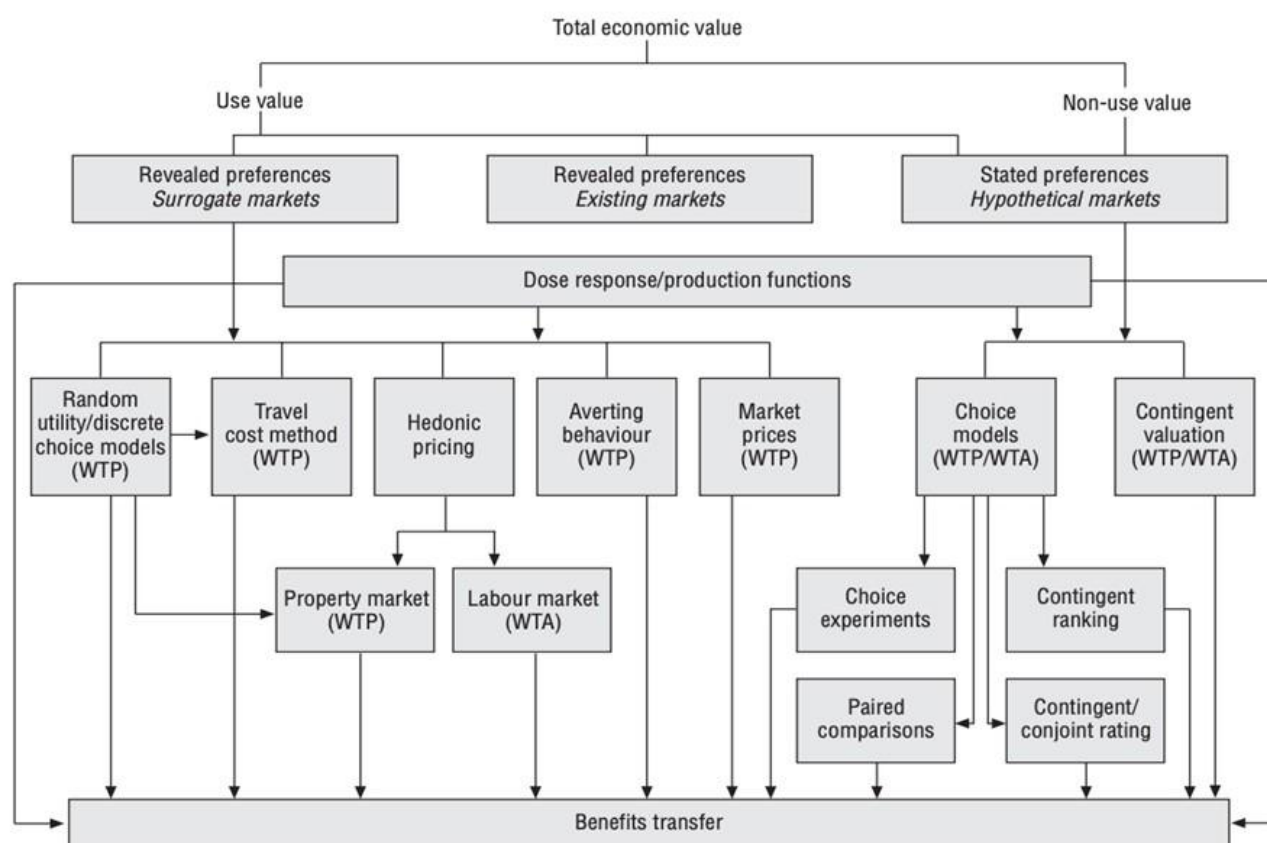 Total economic value
Use value
Non-use value
Revealed preferences
Surrogate markets
Revealed preferences
Existing markets
Stated preferences
Hypothetical markets
Dose response/production functions
Random
utility/discrete
choice models
(WTP)
Travel
cost method
(WTP)
Hedonic
pricing
Averting
behaviour
(WTP)
Market
prices
(WTP)
Choice
models
(WTP/WTA)
Contingent
valuation
(WTP/WTA)
Property market
(WTP)
Labour market
(WTA)
Choice
experiments
Contingent
ranking
Paired
comparisons
Contingent/
conjoint rating
Benefits transfer